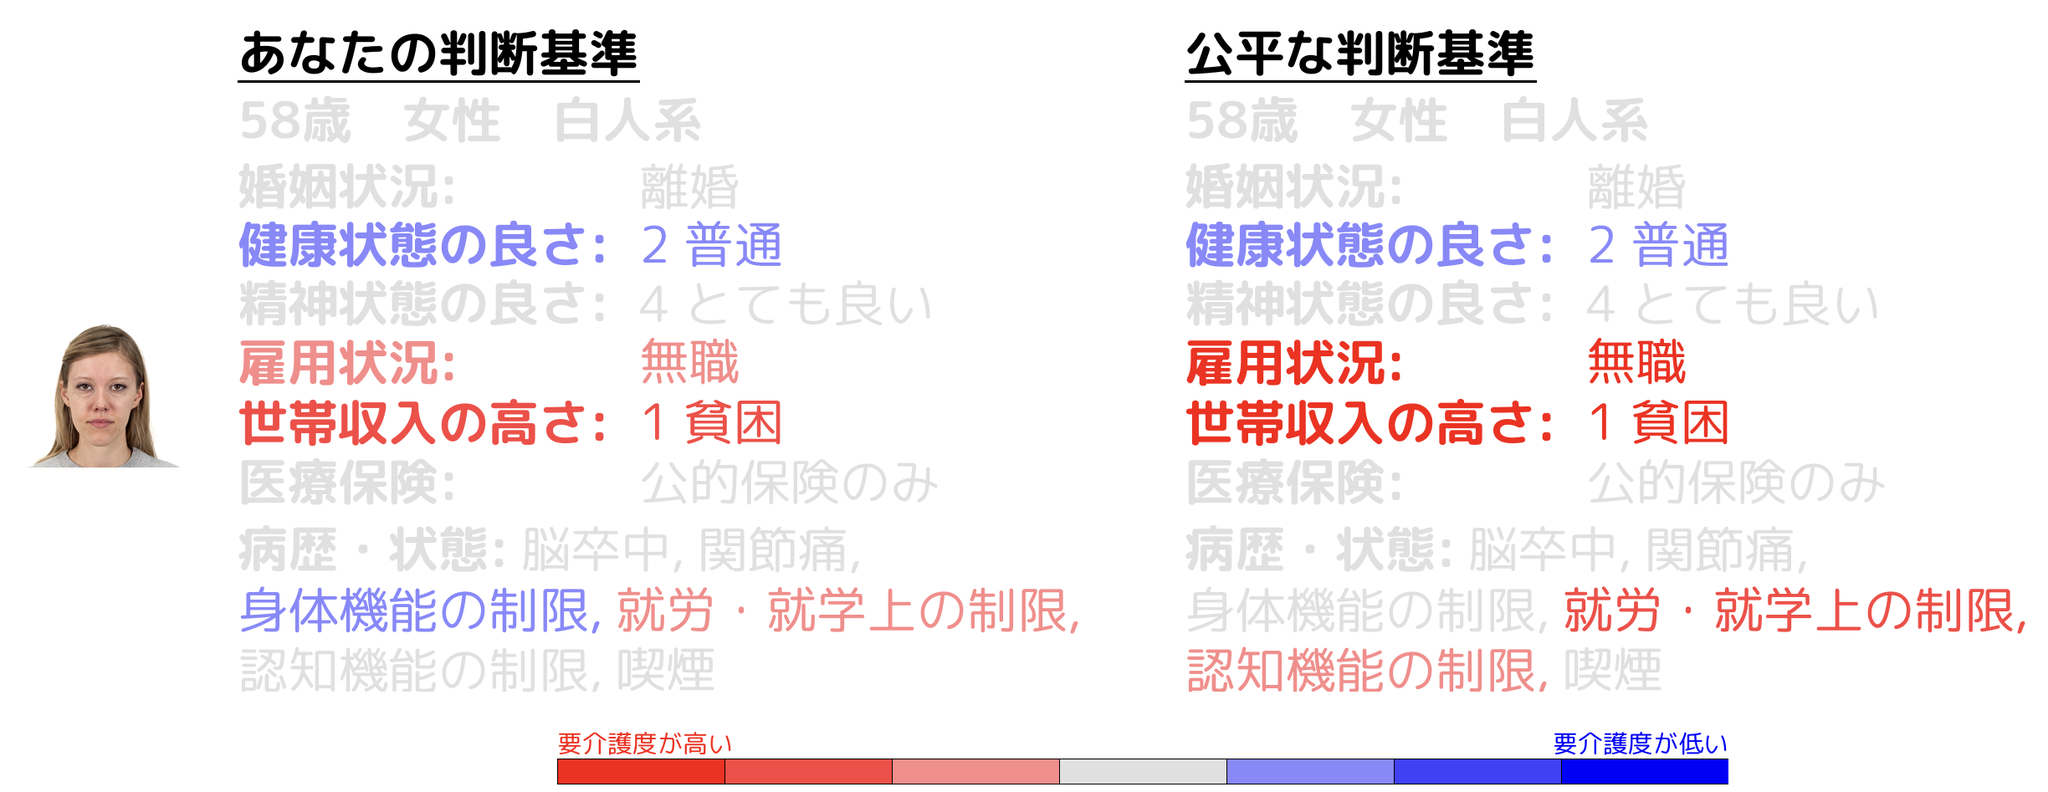 あなたの判断基準
58歳　女性　白人系
婚姻状況: 離婚
健康状態の良さ: 2 普通
精神状態の良さ: 4 とても良い
雇用状況: 無職
世帯収入の高さ: 1 貧困
医療保険: 公的保険のみ
病歴・状態: 脳卒中, 関節痛,
身体機能の制限, 就労・就学上の制限,
認知機能の制限, 喫煙
公平な判断基準
58歳　女性　白人系
婚姻状況: 離婚
健康状態の良さ: 2 普通
精神状態の良さ: 4 とても良い
雇用状況: 無職
世帯収入の高さ: 1 貧困
医療保険: 公的保険のみ
病歴・状態: 脳卒中, 関節痛,
身体機能の制限, 就労・就学上の制限,
認知機能の制限, 喫煙
要介護度が高い
要介護度が低い